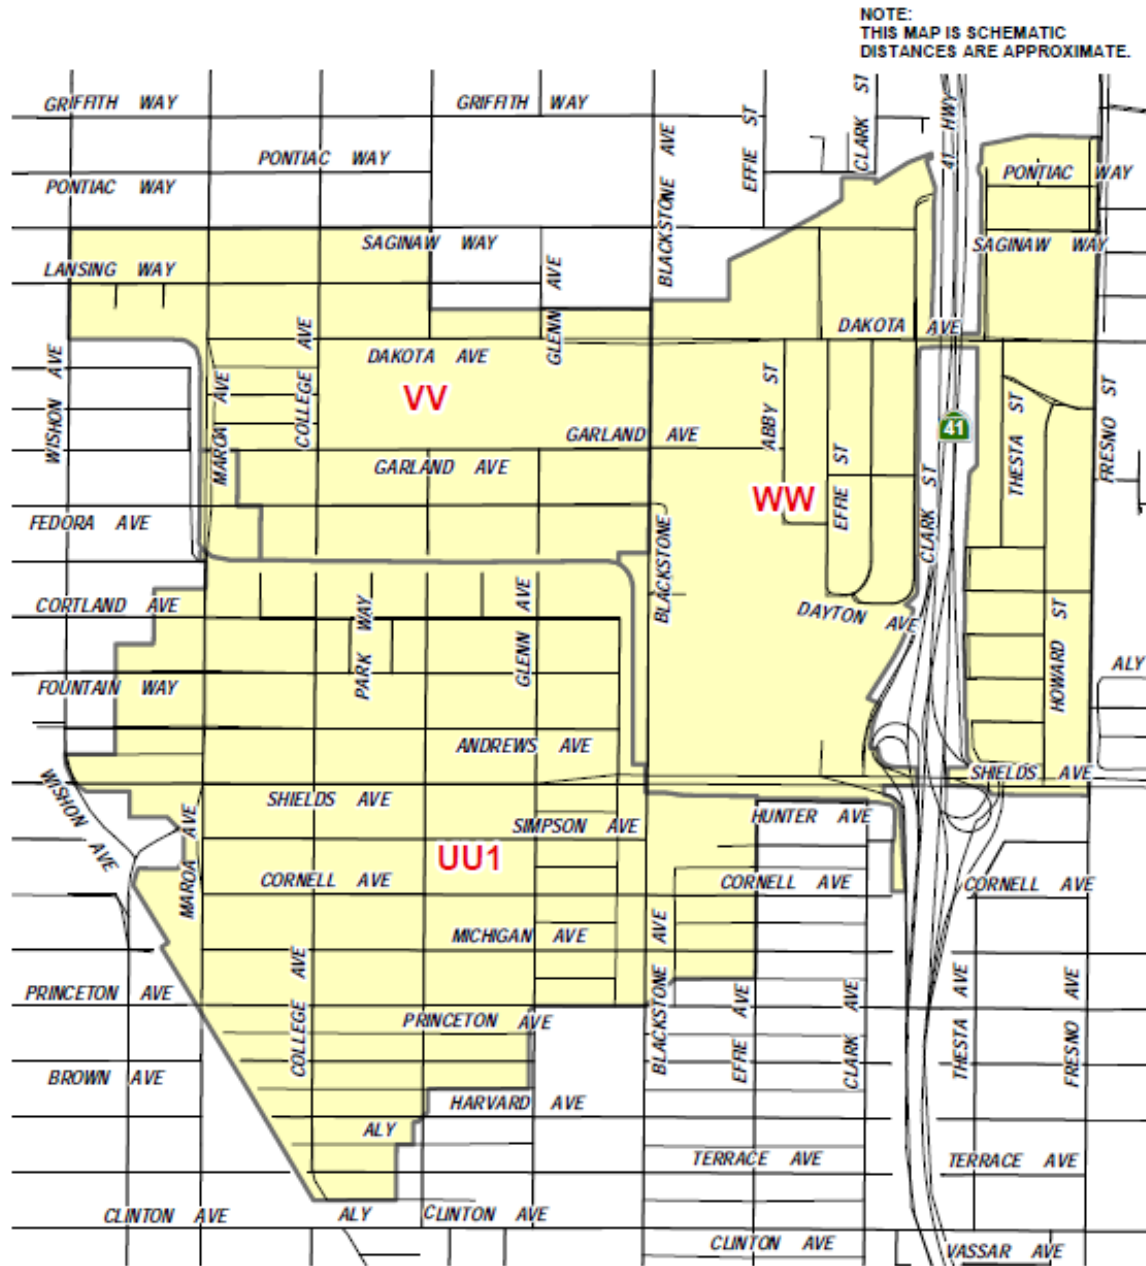 NOTE:
THIS MAP IS SCHEMATIC
DISTANCES ARE APPROXIMATE.
GRIFFITH WAY
GRIFFITH WAY
EFFIE ST
CLARK ST
41 HWY
BLACKSTONE AVE
PONTIAC WAY
PONTIAC WAY
PONTIAC WAY
SAGINAW WAY
SAGINAW WAY
LANSING WAY
GLENN AVE
DAKOTA AVE
DAKOTA AVE
WISHON AVE
MAROA AVE
COLLEGE AVE
VV
ABBY ST
41
THESTA ST
FRESNO ST
GARLAND AVE
GARLAND AVE
WW
EFFIE ST
CLARK ST
FEDORA AVE
BLACKSTONE
CORTLAND AVE
PARK WAY
GLENN AVE
DAYTON AVE
HOWARD ST
ALY
FOUNTAIN WAY
ANDREWS AVE
SHIELDS AVE
WISHON AVE
SHIELDS AVE
MAROA AVE
SIMPSON AVE
HUNTER AVE
UU1
CORNELL AVE
CORNELL AVE
CORNELL AVE
MICHIGAN AVE
BLACKSTONE AVE
COLLEGE AVE
PRINCETON AVE
PRINCETON AVE
EFFIE AVE
CLARK AVE
THESTA AVE
FRESNO AVE
BROWN AVE
HARVARD AVE
ALY
TERRACE AVE
TERRACE AVE
CLINTON AVE
ALY
CLINTON AVE
CLINTON AVE
VASSAR AVE